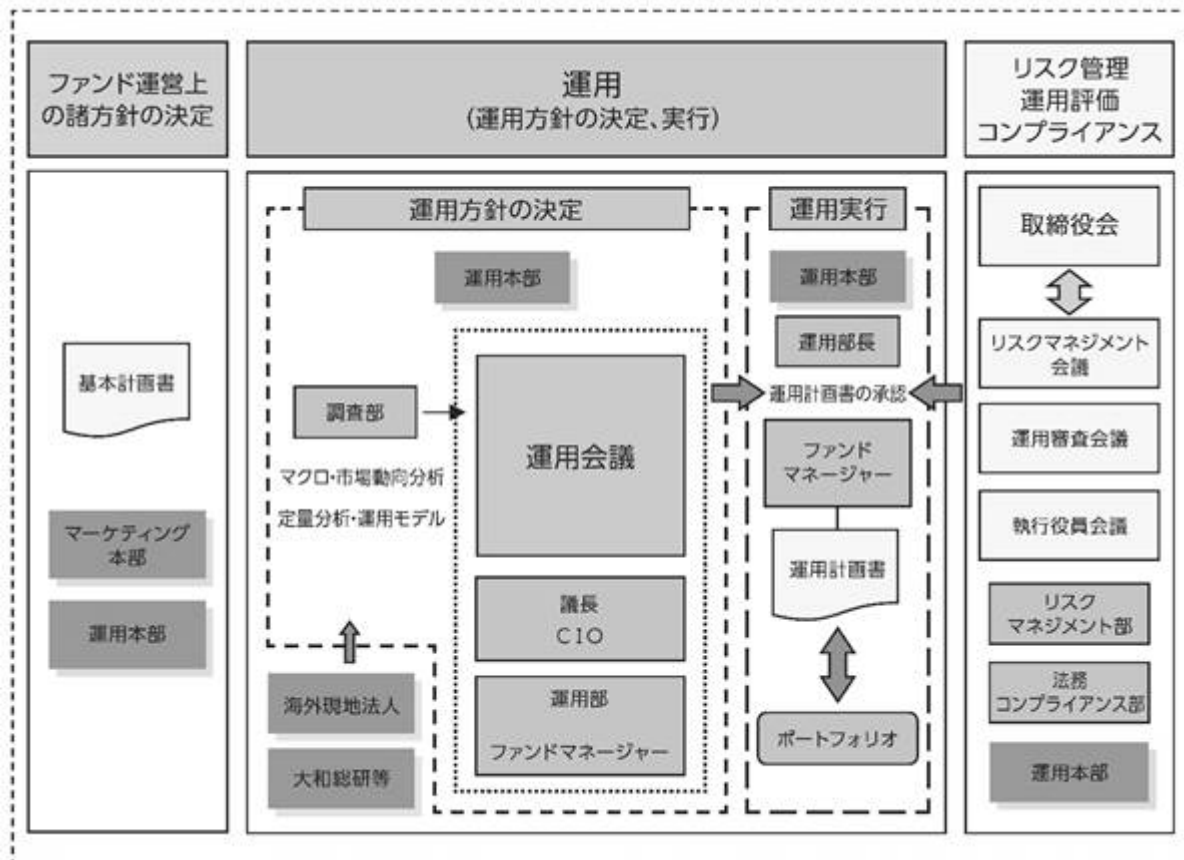 ファンド運営上
の諸方針の決定
運用
(運用方針の決定、実行)
リスク管理
運用評価
コンプライアンス
基本計画書
マーケティング
本部
運用本部
運用方針の決定
運用本部
調査部
マクロ・市場動向分析
定量分析・運用モデル
海外現地法人
大和総研等
運用会議
議長
CIO
運用部
ファンドマネージャー
運用実行
運用本部
運用部長
運用計画書の承認
ファンド
マネージャー
運用計画書
ポートフォリオ
取締役会
リスクマネジメント
会議
運用審査会議
執行役員会議
リスク
マネジメント部
法務
コンプライアンス部
運用本部